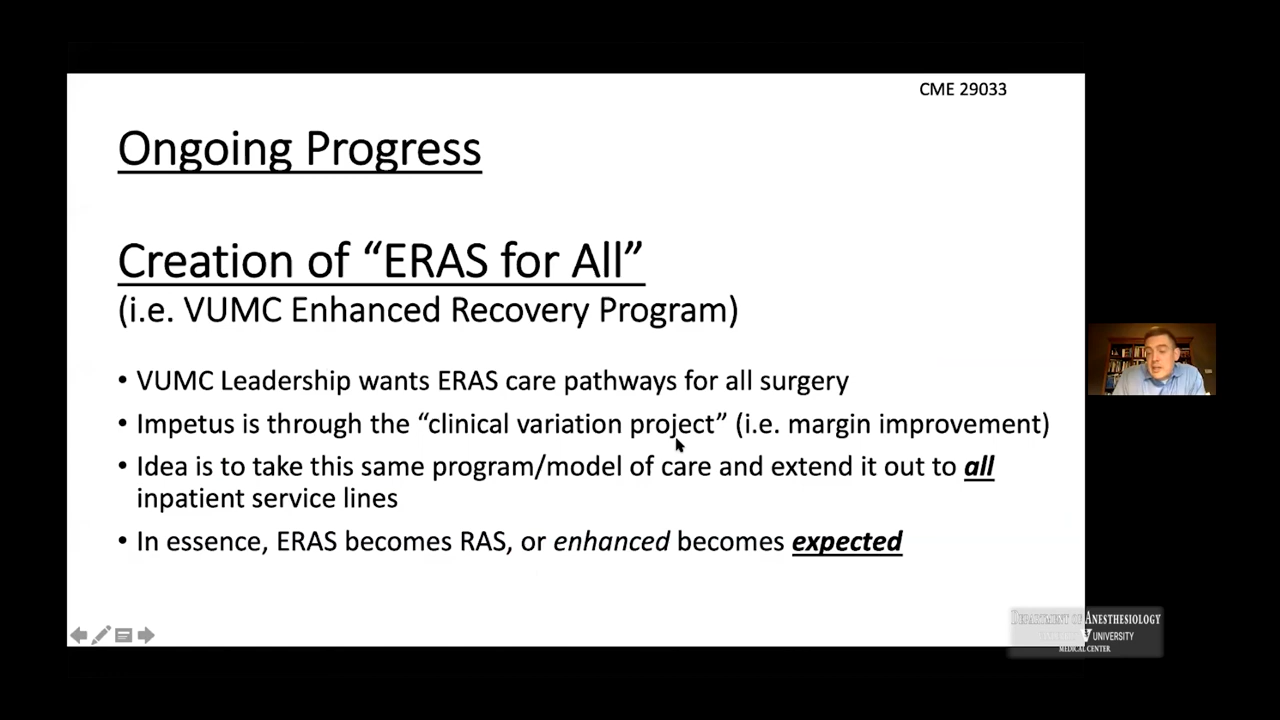 CME 29033
Ongoing Progress
Creation of “ERAS for All”
(i.e. VUMC Enhanced Recovery Program)
• VUMC Leadership wants ERAS care pathways for all surgery
• Impetus is through the “clinical variation project” (i.e. margin improvement)
• Idea is to take this same program/model of care and extend it out to all
inpatient service lines
• In essence, ERAS becomes RAS, or enhanced becomes expected
DEPARTMENT OF ANESTHESIOLOGY
UNIVERSITY
MEDICAL CENTER